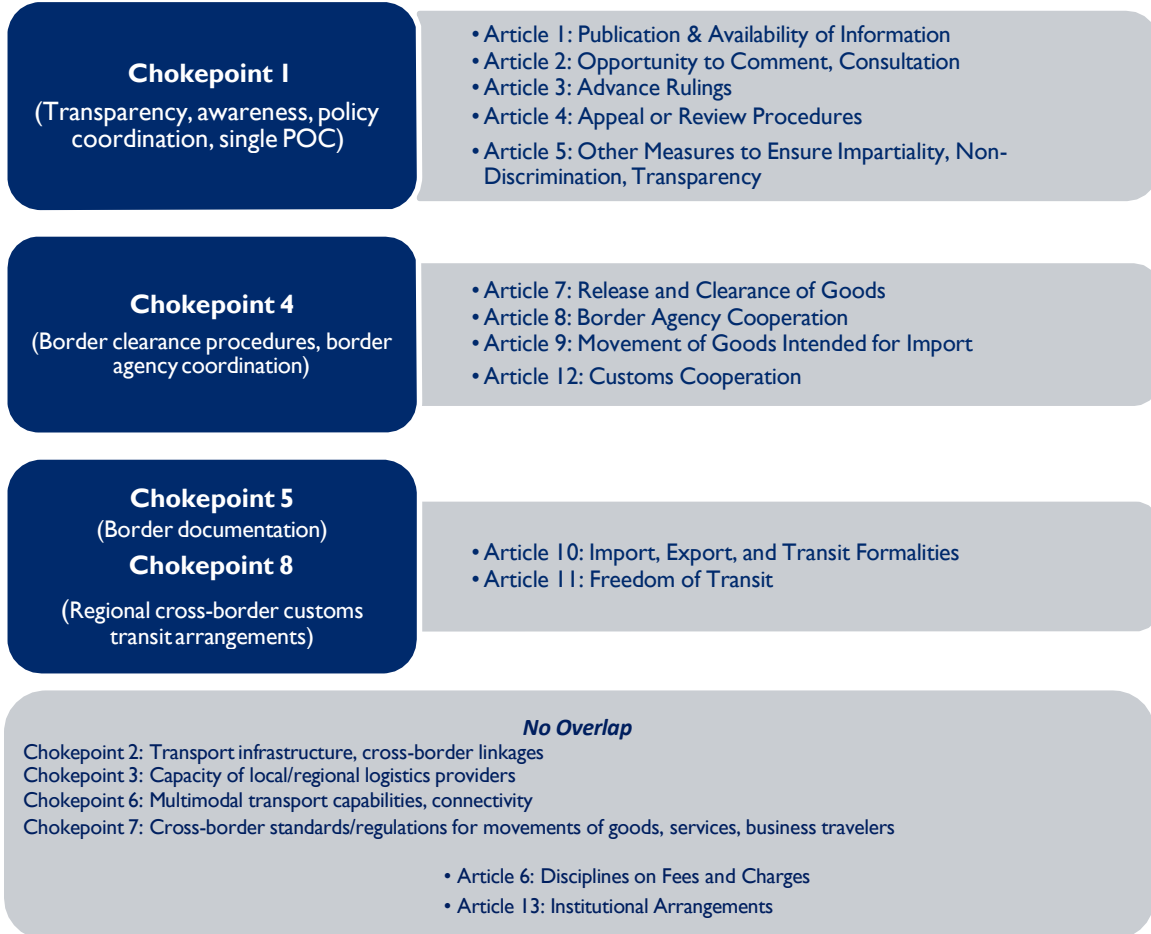 Chokepoint 1
(Transparency, awareness, policy
coordination, single POC)
• Article 1: Publication & Availability of Information
• Article 2: Opportunity to Comment, Consultation
• Article 3: Advance Rulings
• Article 4: Appeal or Review Procedures
• Article 5: Other Measures to Ensure Impartiality, Non-
Discrimination, Transparency
Chokepoint 4
(Border clearance procedures, border
agency coordination)
• Article 7: Release and Clearance of Goods
• Article 8: Border Agency Cooperation
• Article 9: Movement of Goods Intended for Import
• Article 12: Customs Cooperation
Chokepoint 5
(Border documentation)
Chokepoint 8
(Regional cross-border customs
transit arrangements)
• Article 10: Import, Export, and Transit Formalities
• Article 11: Freedom of Transit
No Overlap
Chokepoint 2: Transport infrastructure, cross-border linkages
Chokepoint 3: Capacity of local/regional logistics providers
Chokepoint 6: Multimodal transport capabilities, connectivity
Chokepoint 7: Cross-border standards/regulations for movements of goods, services, business travelers
• Article 6: Disciplines on Fees and Charges
• Article 13: Institutional Arrangements